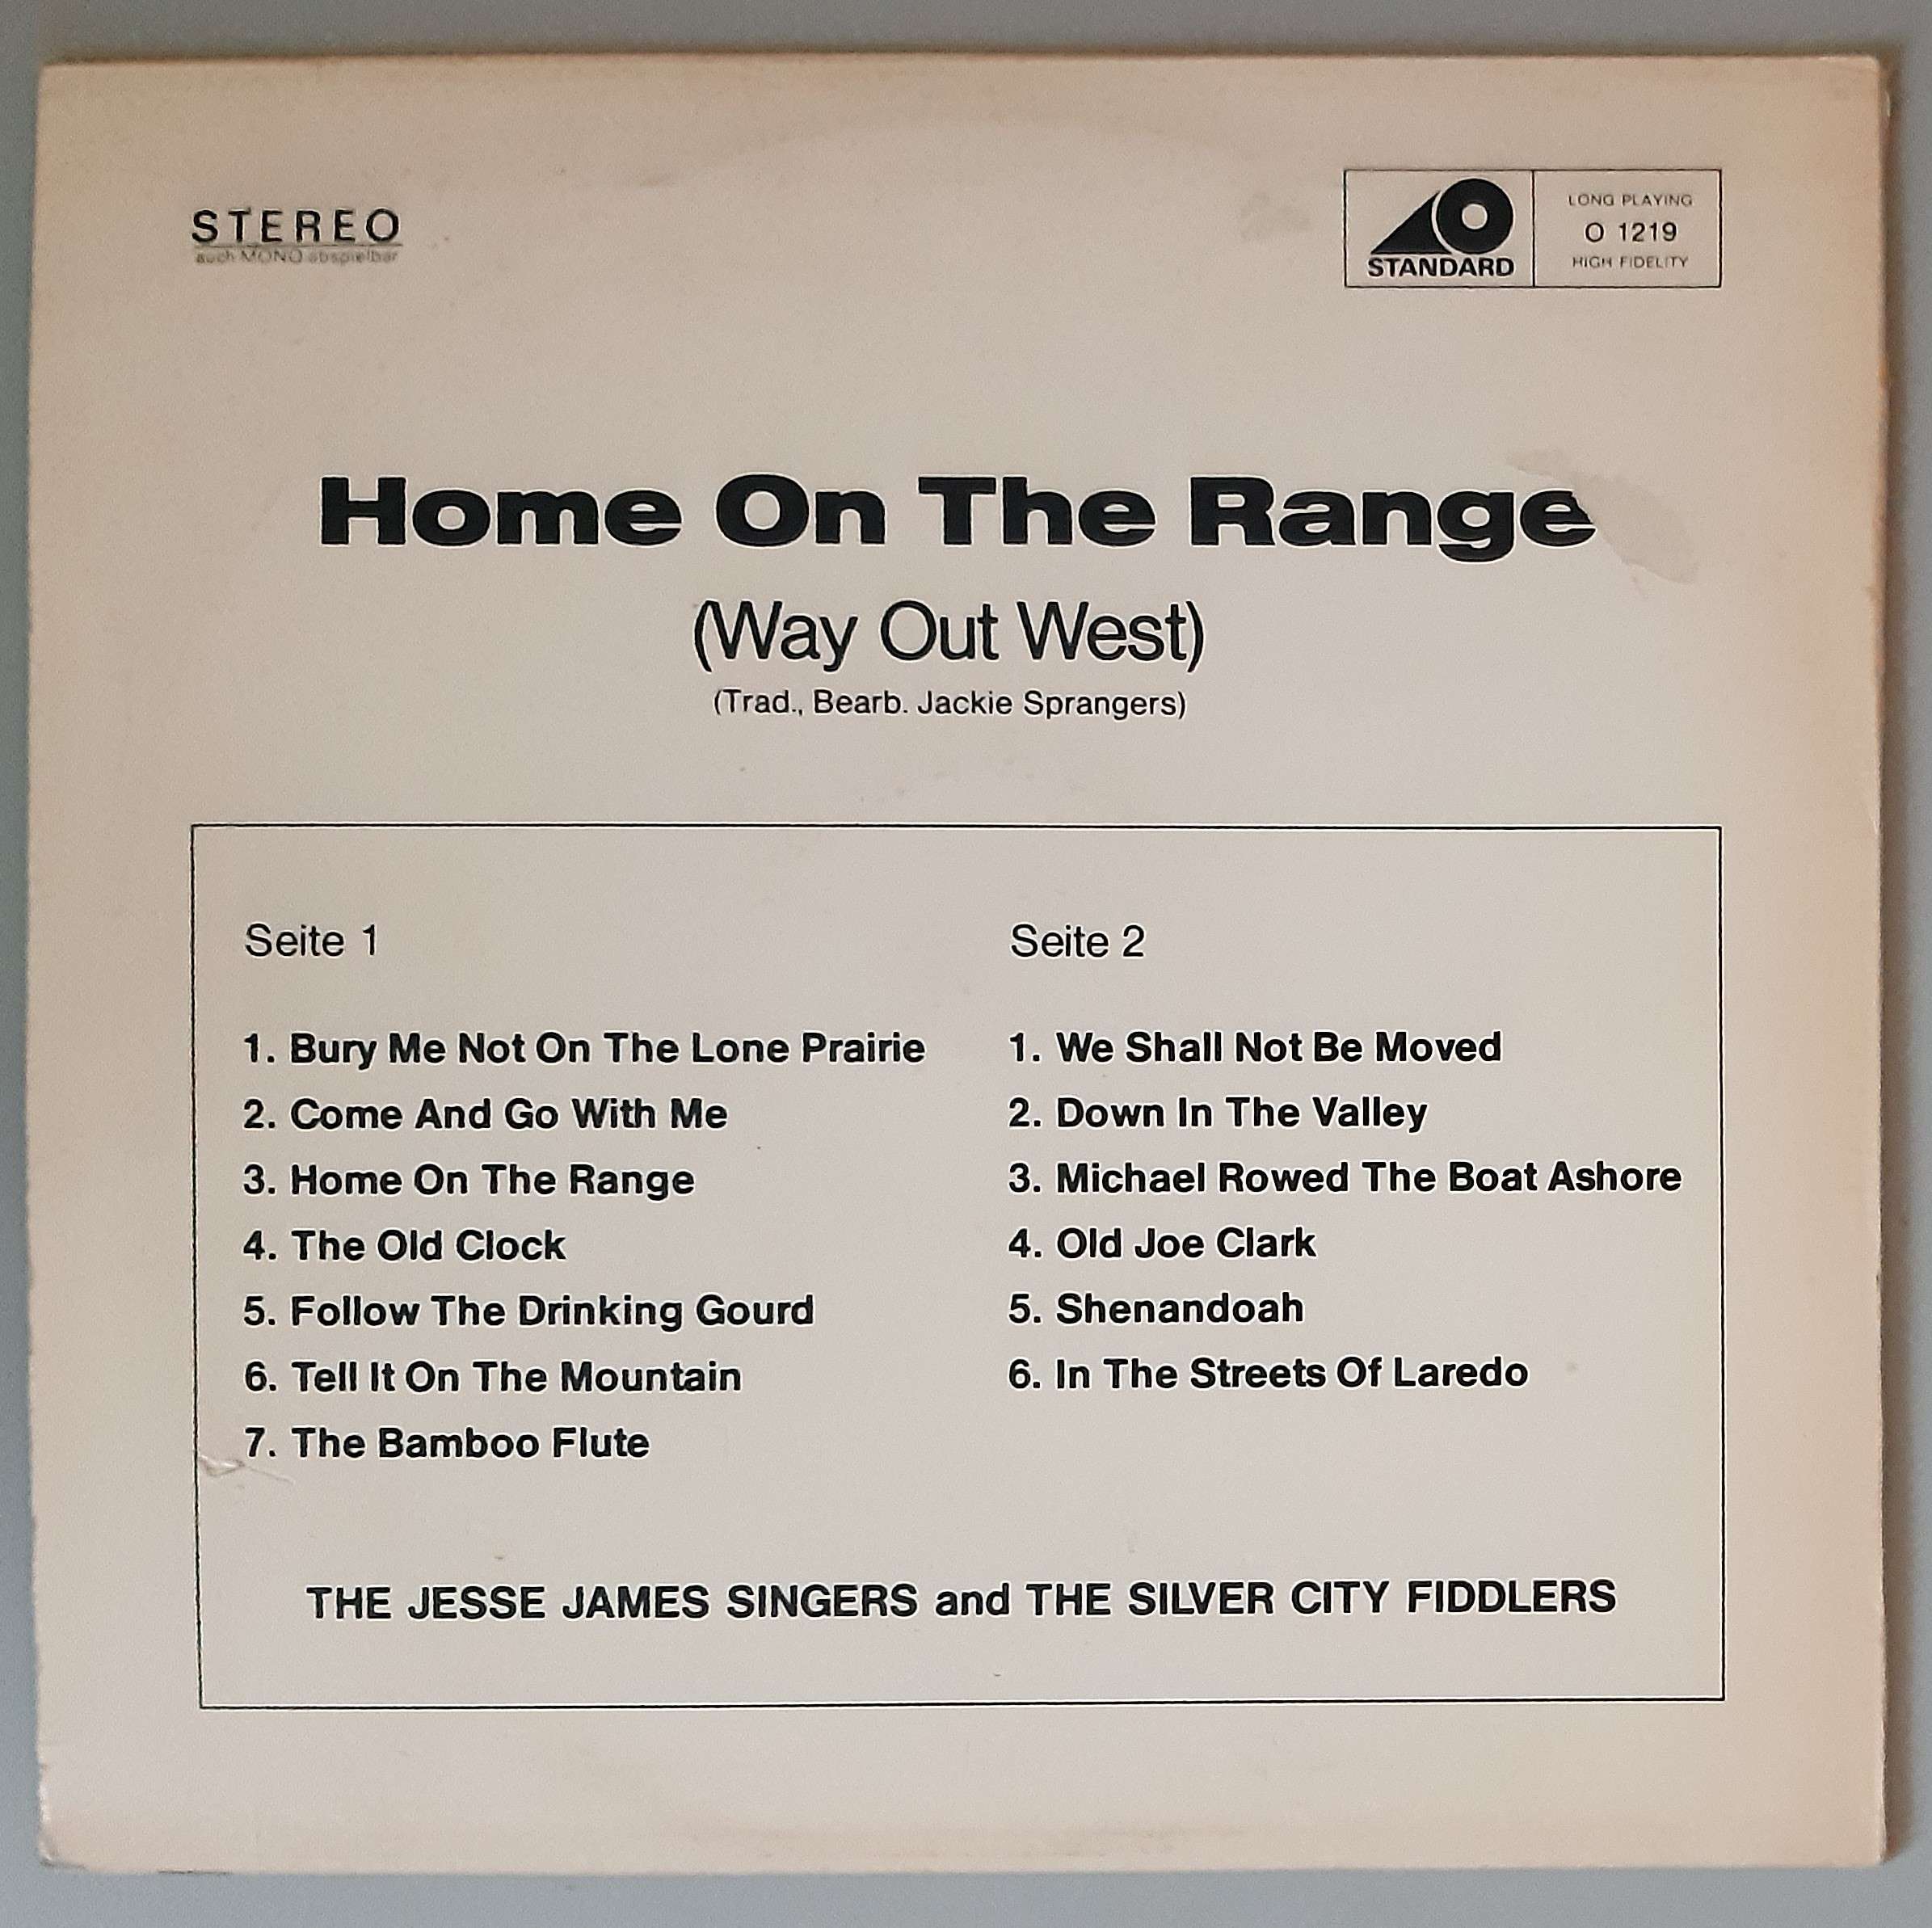 STEREO
auch MONO abspielbar
STANDARD
LONG PLAYING
O 1219
HIGH FIDELITY
Home On The Range
(Way Out West)
(Trad., Bearb. Jackie Sprangers)
Seite 1
1. Bury Me Not On The Lone Prairie
2. Come And Go With Me
3. Home On The Range
4. The Old Clock
5. Follow The Drinking Gourd
6. Tell It On The Mountain
7. The Bamboo Flute
Seite 2
1. We Shall Not Be Moved
2. Down In The Valley
3. Michael Rowed The Boat Ashore
4. Old Joe Clark
5. Shenandoah
6. In The Streets Of Laredo
THE JESSE JAMES SINGERS and THE SILVER CITY FIDDLERS